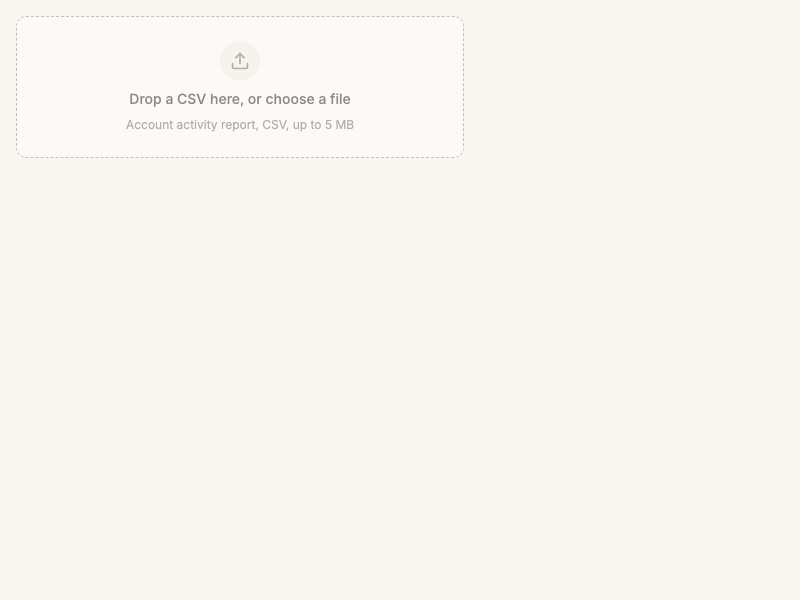 Drop a CSV here, or choose a file
Account activity report, CSV, up to 5 MB